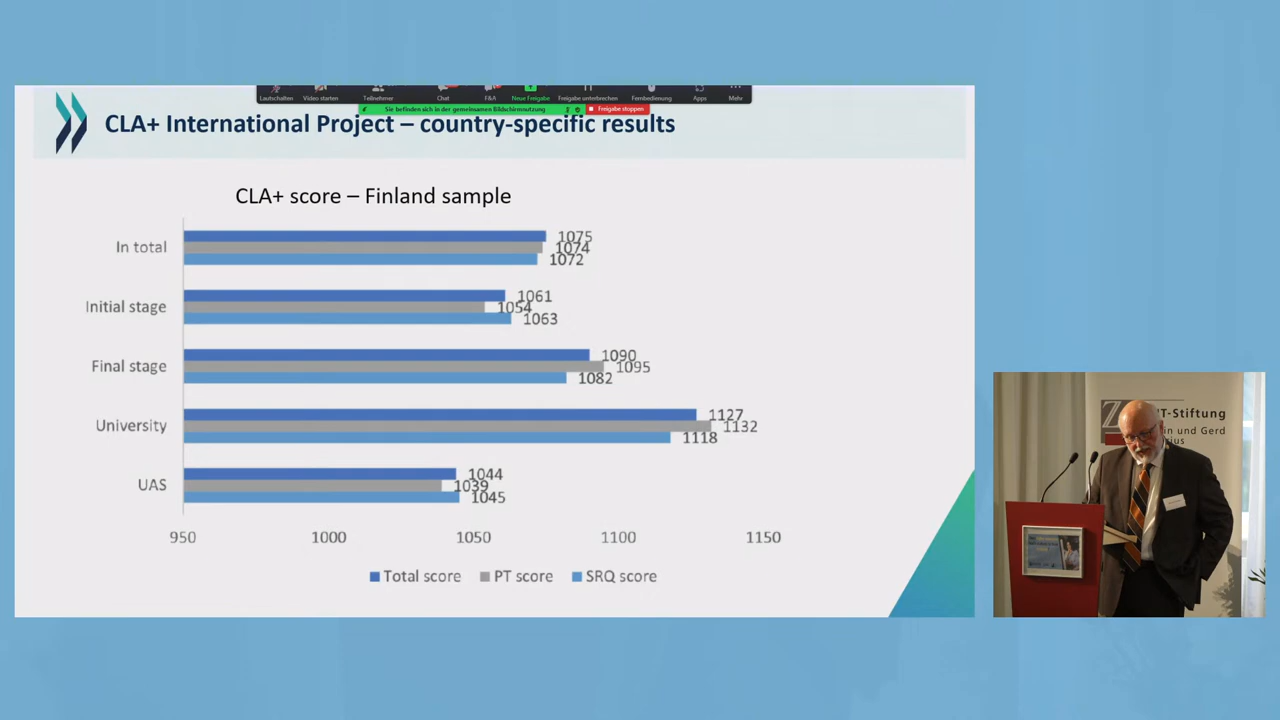 Lautschalten
Video starten
Teilnehmer
Chat
F&A
Neue Freigabe
Freigabe unterbrechen
Fernbedienung
Apps
Mehr
Sie befinden sich in der gemeinsamen Bildschirmnutzung
Freigabe stoppen
CLA+ International Project – country-specific results
CLA+ score – Finland sample
In total
1075
1074
1072
Initial stage
1061
1054
1063
Final stage
1090
1095
1082
University
1127
1132
1118
UAS
1044
1039
1045
950
1000
1050
1100
1150
Total score
PT score
SRQ score
T-Stiftung
in und Gerd